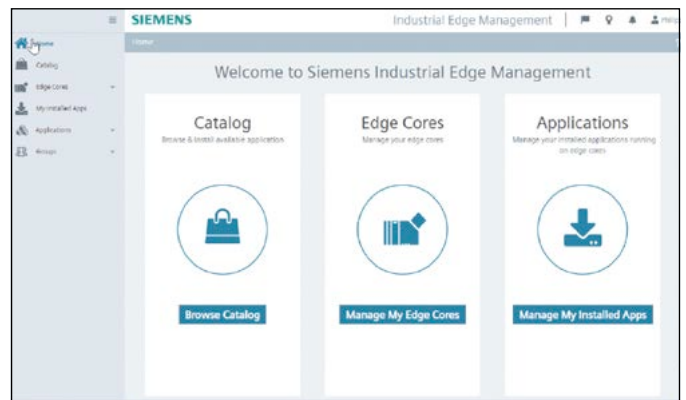 SIEMENS
Industrial Edge Management
Home
Home
Catalog
Edge Cores
My Installed Apps
Applications
Groups
Welcome to Siemens Industrial Edge Management
Catalog
Browse & install available application
Browse Catalog
Edge Cores
Manage your edge cores
Manage My Edge Cores
Applications
Manage your installed applications running
on edge cores
Manage My Installed Apps